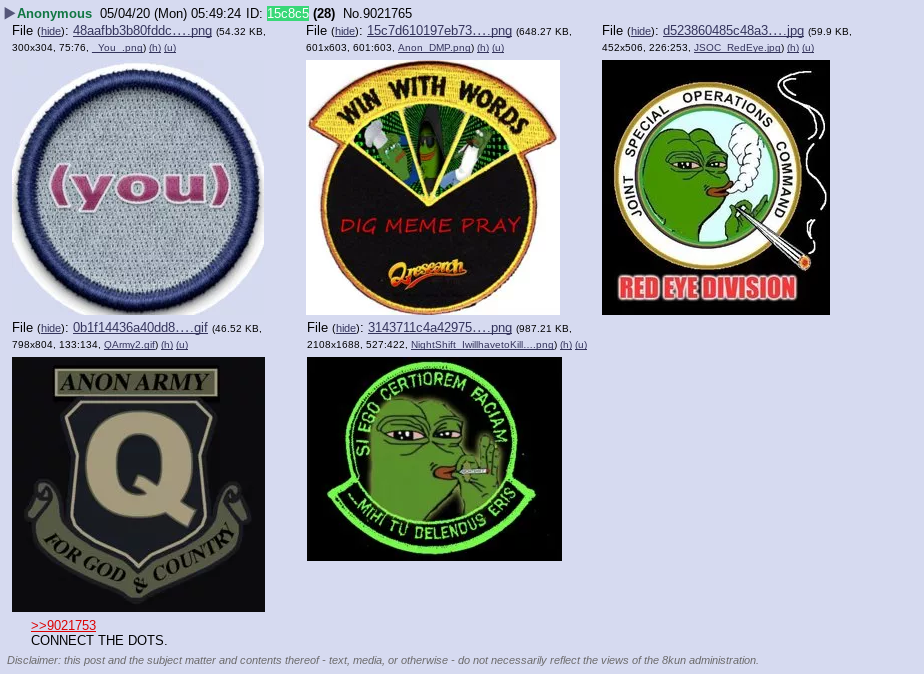 ▶Anonymous 05/04/20 (Mon) 05:49:24 ID: 15c8c5 (28) No.9021765
File (hide): 48aafbb3b80fddc….png (54.32 KB, 300x304, 75:76, _You_.png) (h) (u)
(you)
File (hide): 15c7d610197eb73….png (648.27 KB, 601x603, 601:603, Anon_DMP.png) (h) (u)
WIN WITH WORDS
DIG MEME PRAY
Qresearch
File (hide): d523860485c48a3….jpg (59.9 KB, 452x506, 226:253, JSOC_RedEye.jpg) (h) (u)
JOINT SPECIAL OPERATIONS COMMAND
RED EYE DIVISION
File (hide): 0b1f14436a40dd8….gif (46.52 KB, 798x804, 133:134, QArmy2.gif) (h) (u)
ANON ARMY
Q
FOR GOD & COUNTRY
File (hide): 3143711c4a42975….png (987.21 KB, 2108x1688, 527:422, NightShift_IwillhavetoKill….png) (h) (u)
SI EGO CERTIOREM FACIAM
...MIHI TU DELENDUS ERIS
>>9021753
CONNECT THE DOTS.
Disclaimer: this post and the subject matter and contents thereof - text, media, or otherwise - do not necessarily reflect the views of the 8kun administration.